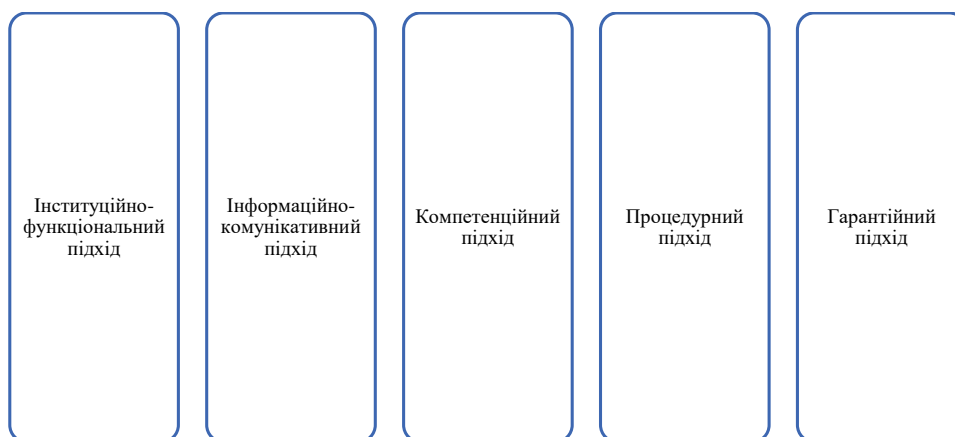 Інституційно-
функціональний
підхід
Інформаційно-
комунікативний
підхід
Компетенційний
підхід
Процедурний
підхід
Гарантійний
підхід